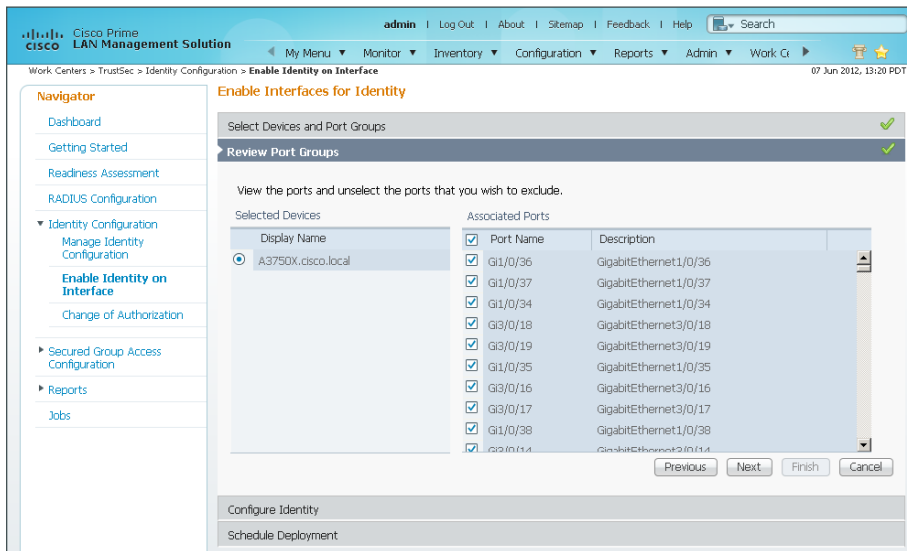 admin | Log Out | About | Sitemap | Feedback | Help Search
cisco Cisco Prime
LAN Management Solution
My Menu Monitor Inventory Configuration Reports Admin Work Ce
Work Centers > TrustSec > Identity Configuration > Enable Identity on Interface 07 Jun 2012, 13:20 PDT
Navigator
Dashboard
Getting Started
Readiness Assessment
RADIUS Configuration
Identity Configuration
Manage Identity
Configuration
Enable Identity on
Interface
Change of Authorization
Secured Group Access
Configuration
Reports
Jobs
Enable Interfaces for Identity
Select Devices and Port Groups
Review Port Groups
View the ports and unselect the ports that you wish to exclude.
Selected Devices
Display Name
A3750X.cisco.local
Associated Ports
Port Name Description
Gi1/0/36 GigabitEthernet1/0/36
Gi1/0/37 GigabitEthernet1/0/37
Gi1/0/34 GigabitEthernet1/0/34
Gi3/0/18 GigabitEthernet3/0/18
Gi3/0/19 GigabitEthernet3/0/19
Gi1/0/35 GigabitEthernet1/0/35
Gi3/0/16 GigabitEthernet3/0/16
Gi3/0/17 GigabitEthernet3/0/17
Gi1/0/38 GigabitEthernet1/0/38
Gi3/0/14 GigabitEthernet3/0/14
Previous Next Finish Cancel
Configure Identity
Schedule Deployment